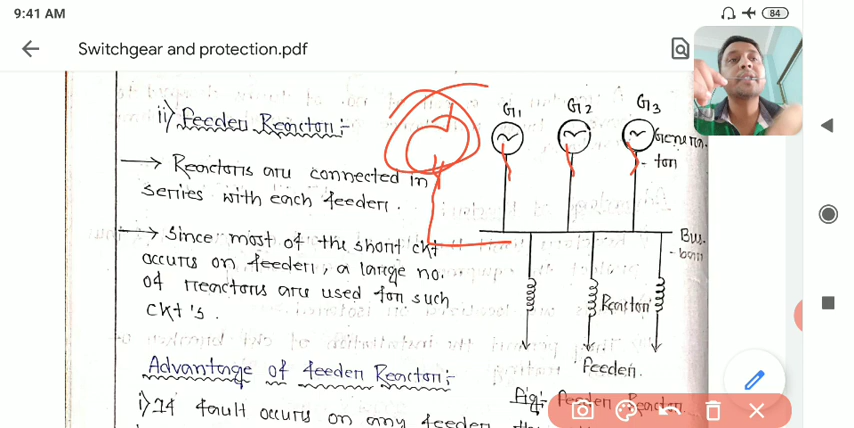 9:41 AM
84
Switchgear and protection.pdf
ii) Feeder Reactor:-
→ Reactors are connected in
series with each feeder.
→ Since most of the short ckt
occurs on feeder, a large no.
of reactors are used for such
ckt's.
Advantage of feeder Reactor:-
i) If fault occurs on any feeder
G1 G2 G3
Genera
-tor
Bus-
-bar
Reactor
Feeder.
Fig: Feeder Reactor